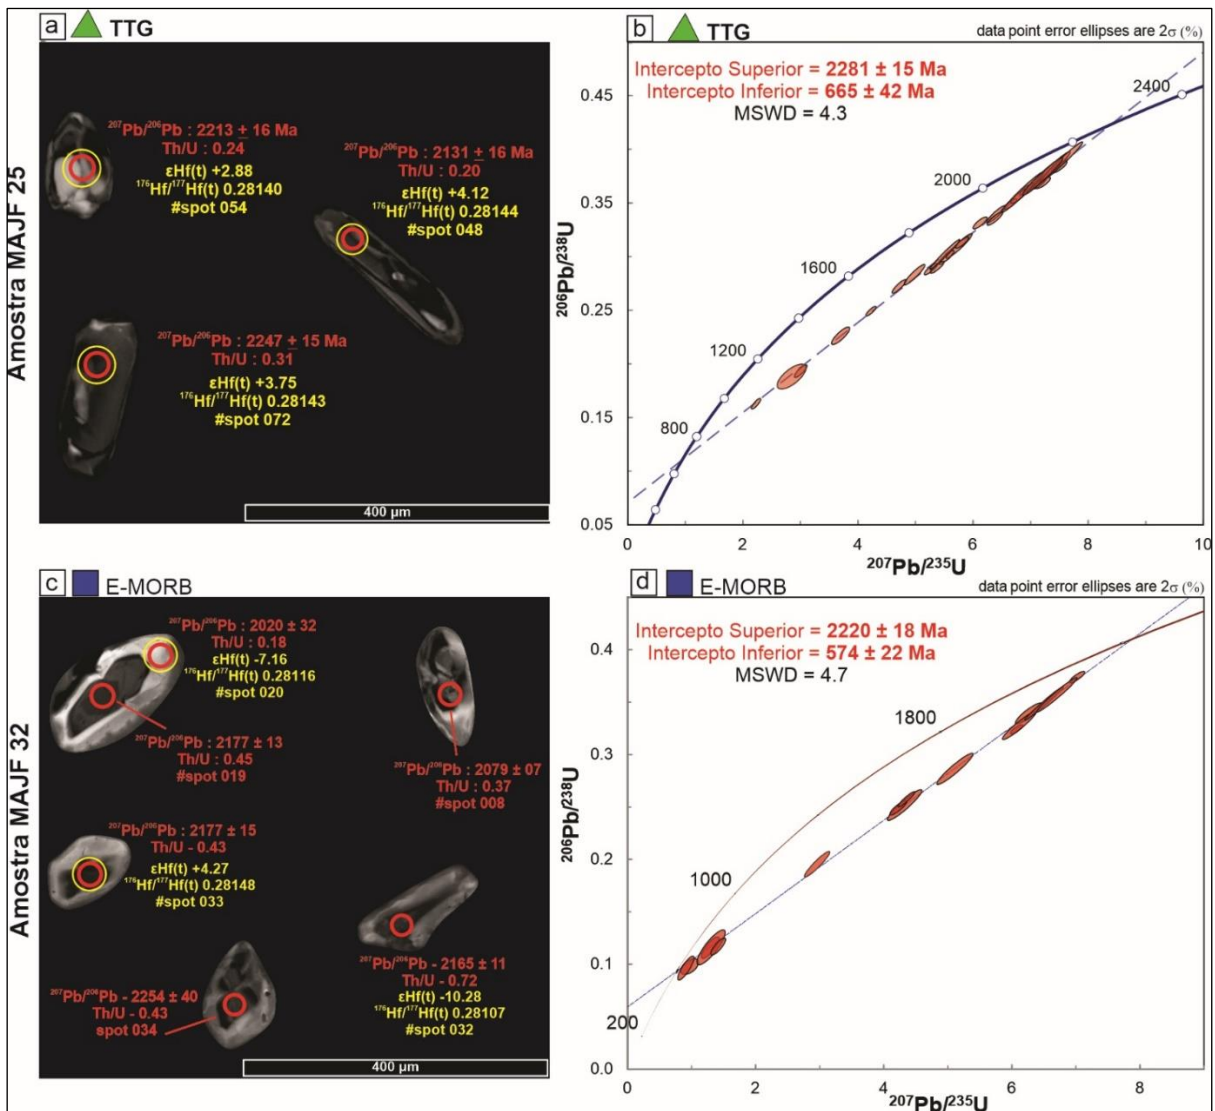 Amostra MAJF 25
a TTG
²⁰⁷Pb/²⁰⁶Pb : 2213 ± 16 Ma
Th/U : 0.24
εHf(t) +2.88
¹⁷⁶Hf/¹⁷⁷Hf(t) 0.28140
#spot 054
²⁰⁷Pb/²⁰⁶Pb : 2131 ± 16 Ma
Th/U : 0.20
εHf(t) +4.12
¹⁷⁶Hf/¹⁷⁷Hf(t) 0.28144
#spot 048
²⁰⁷Pb/²⁰⁶Pb : 2247 ± 15 Ma
Th/U : 0.31
εHf(t) +3.75
¹⁷⁶Hf/¹⁷⁷Hf(t) 0.28143
#spot 072
400 µm
b TTG
data point error ellipses are 2σ (%)
Intercepto Superior = 2281 ± 15 Ma
Intercepto Inferior = 665 ± 42 Ma
MSWD = 4.3
2400
2000
1600
1200
800
0.45
0.35
0.25
0.15
0.05
²⁰⁶Pb/²³⁸U
0 2 4 6 8 10
²⁰⁷Pb/²³⁵U
Amostra MAJF 32
c E-MORB
²⁰⁷Pb/²⁰⁶Pb : 2020 ± 32
Th/U : 0.18
εHf(t) -7.16
¹⁷⁶Hf/¹⁷⁷Hf(t) 0.28116
#spot 020
²⁰⁷Pb/²⁰⁶Pb : 2177 ± 13
Th/U : 0.45
#spot 019
²⁰⁷Pb/²⁰⁶Pb : 2079 ± 07
Th/U : 0.37
#spot 008
²⁰⁷Pb/²⁰⁶Pb : 2177 ± 15
Th/U - 0.43
εHf(t) +4.27
¹⁷⁶Hf/¹⁷⁷Hf(t) 0.28148
#spot 033
²⁰⁷Pb/²⁰⁶Pb - 2165 ± 11
Th/U - 0.72
εHf(t) -10.28
¹⁷⁶Hf/¹⁷⁷Hf(t) 0.28107
#spot 032
²⁰⁷Pb/²⁰⁶Pb - 2254 ± 40
Th/U - 0.43
spot 034
400 µm
d E-MORB
data point error ellipses are 2σ (%)
Intercepto Superior = 2220 ± 18 Ma
Intercepto Inferior = 574 ± 22 Ma
MSWD = 4.7
1800
1000
200
0.4
0.3
0.2
0.1
0.0
²⁰⁶Pb/²³⁸U
0 2 4 6 8
²⁰⁷Pb/²³⁵U